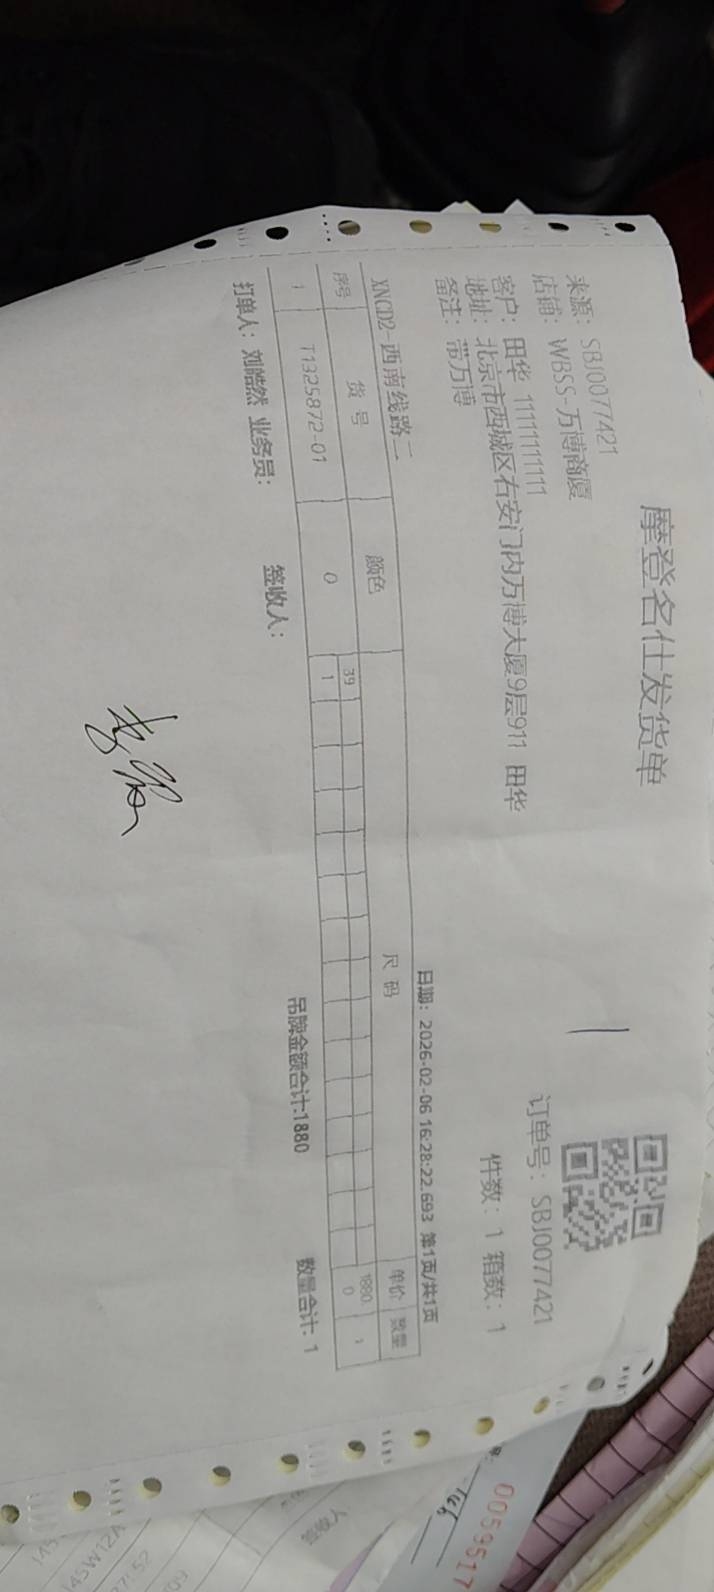 摩登名仕发货单
来源：SBJ0077421
店铺：WBSS-万博商厦
订单号：SBJ0077421
客户：田华 11111111111
件数：1 箱数：1
地址：北京市西城区右安门内万博大厦9层911 田华
备注：带万博
日期：2026-02-06 16:28:22.693 第1页/共1页
XNCD2-西南线路二
序号 货号 颜色 尺码 单价 数量
39
1 T1325872-01 0 1 1880.0 1
吊牌金额合计:1880 数量合计：1
打单人：刘皓然 业务员： 签收人：
0059517
签收人